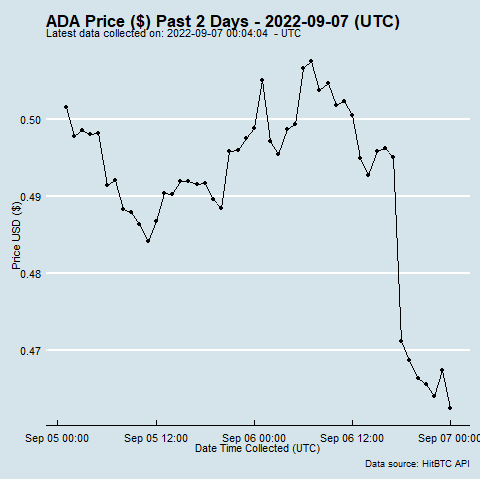 ADA Price ($) Past 2 Days - 2022-09-07 (UTC)
Latest data collected on: 2022-09-07 00:04:04 - UTC
0.50
0.49
0.48
0.47
Price USD ($)
Sep 05 00:00 Sep 05 12:00 Sep 06 00:00 Sep 06 12:00 Sep 07 00:00
Date Time Collected (UTC)
Data source: HitBTC API